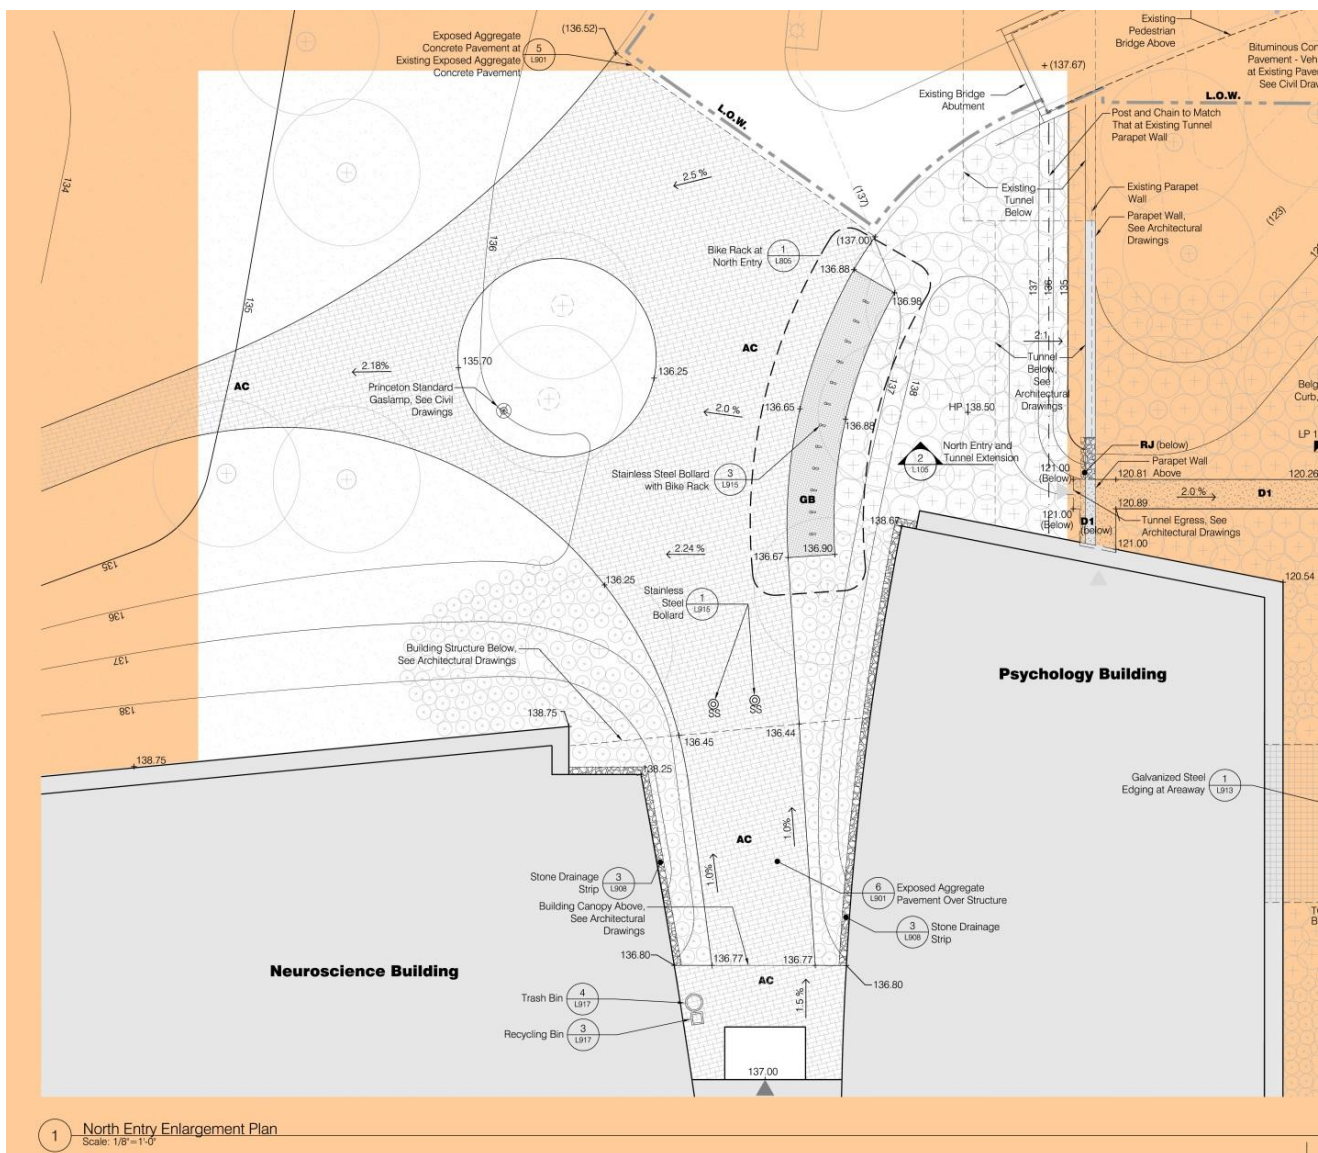 Exposed Aggregate
Concrete Pavement at
Existing Exposed Aggregate
Concrete Pavement
5
L901
(136.52)
L.O.W.
Existing
Pedestrian
Bridge Above
+(137.67)
Bituminous Con
Pavement - Veh
at Existing Pave
See Civil Draw
L.O.W.
Existing Bridge
Abutment
Post and Chain to Match
That at Existing Tunnel
Parapet Wall
134
2.5 %
(137)
Existing
Tunnel
Below
Existing Parapet
Wall
Parapet Wall,
See Architectural
Drawings
(123)
136
Bike Rack at
North Entry
1
L805
(137.00)
136.88
136.98
137
136
135
135
AC
2.18%
AC
135.70
136.25
Princeton Standard
Gaslamp, See Civil
Drawings
2.0 %
136.65
136.88
137
138
HP 138.50
2:1
Tunnel
Below,
See
Architectural
Drawings
Belg
Curb,
LP 1
North Entry and
Tunnel Extension
2
L105
RJ (below)
Parapet Wall
Above
Stainless Steel Bollard
with Bike Rack
3
L915
GB
121.00
(Below)
120.81
120.26
2.0 %
D1
120.89
121.00
(Below)
D1
(below)
Tunnel Egress, See
Architectural Drawings
121.00
138.67
2.24 %
136.67
136.90
120.54
135
136
137
138
136.25
Stainless
Steel
Bollard
1
L915
Building Structure Below,
See Architectural Drawings
Psychology Building
138.75
138.75
136.45
136.44
138.25
Galvanized Steel
Edging at Areaway
1
L913
1.0%
AC
1.0%
Stone Drainage
Strip
3
L908
6
L901
Exposed Aggregate
Pavement Over Structure
Building Canopy Above,
See Architectural
Drawings
3
L908
Stone Drainage
Strip
Neuroscience Building
136.80
136.77
136.77
136.80
AC
1.5 %
Trash Bin
4
L917
Recycling Bin
3
L917
137.00
1
North Entry Enlargement Plan
Scale: 1/8"=1'-0"